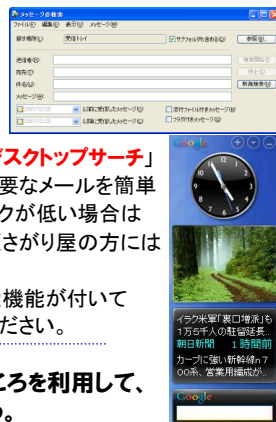 メッセージの検索
ファイル(F) 編集(E) 表示(V) メッセージ(M)
探す場所(L): 受信トレイ サブフォルダも含める(D) 参照(B)...
送信者(R): 検索開始(I)
宛先(T): 停止(P)
件名(S): 新規検索(N)
メッセージ(A):
2007/12/20 以降に受信したメッセージ
2007/12/20 以前に受信したメッセージ
添付ファイル付きメッセージ
フラグ付きメッセージ
デスクトップサーチ」
要なメールを簡単
クが低い場合は
さがり屋の方には
機能が付いて
ださい。
ころを利用して、
Google
12
イラク米軍「裏口増派」も
1万5千人の駐留延長..
朝日新聞 1時間前
カーブに強い新幹線n7
00系、営業用編成が..
Google